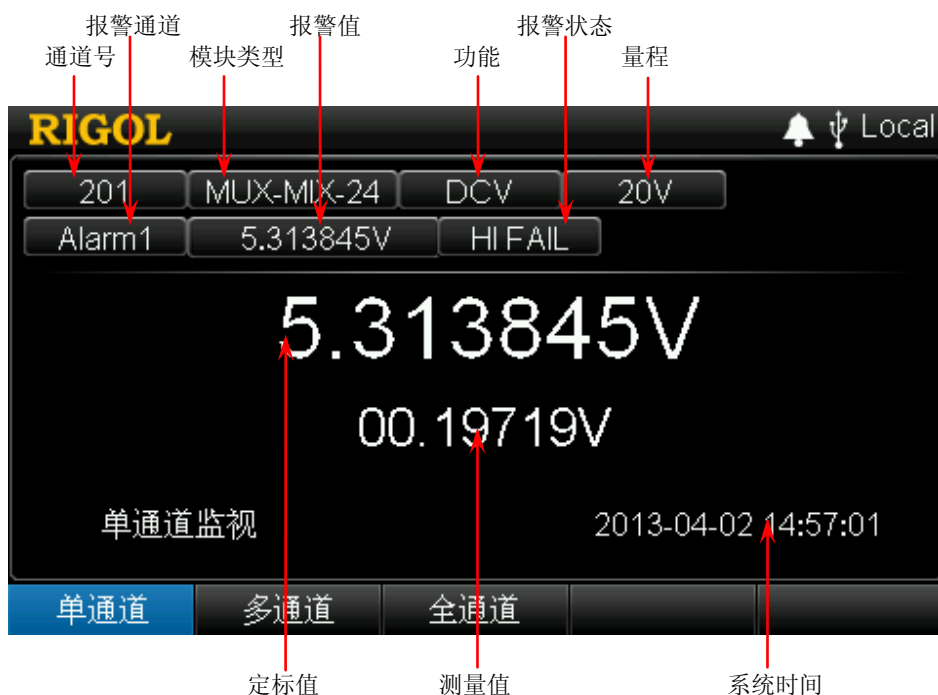 报警通道 报警值 报警状态
通道号 模块类型 功能 量程
RIGOL Local
201 MUX-MIX-24 DCV 20V
Alarm1 5.313845V HI FAIL
5.313845V
00.19719V
单通道监视 2013-04-02 14:57:01
单通道 多通道 全通道
定标值 测量值 系统时间